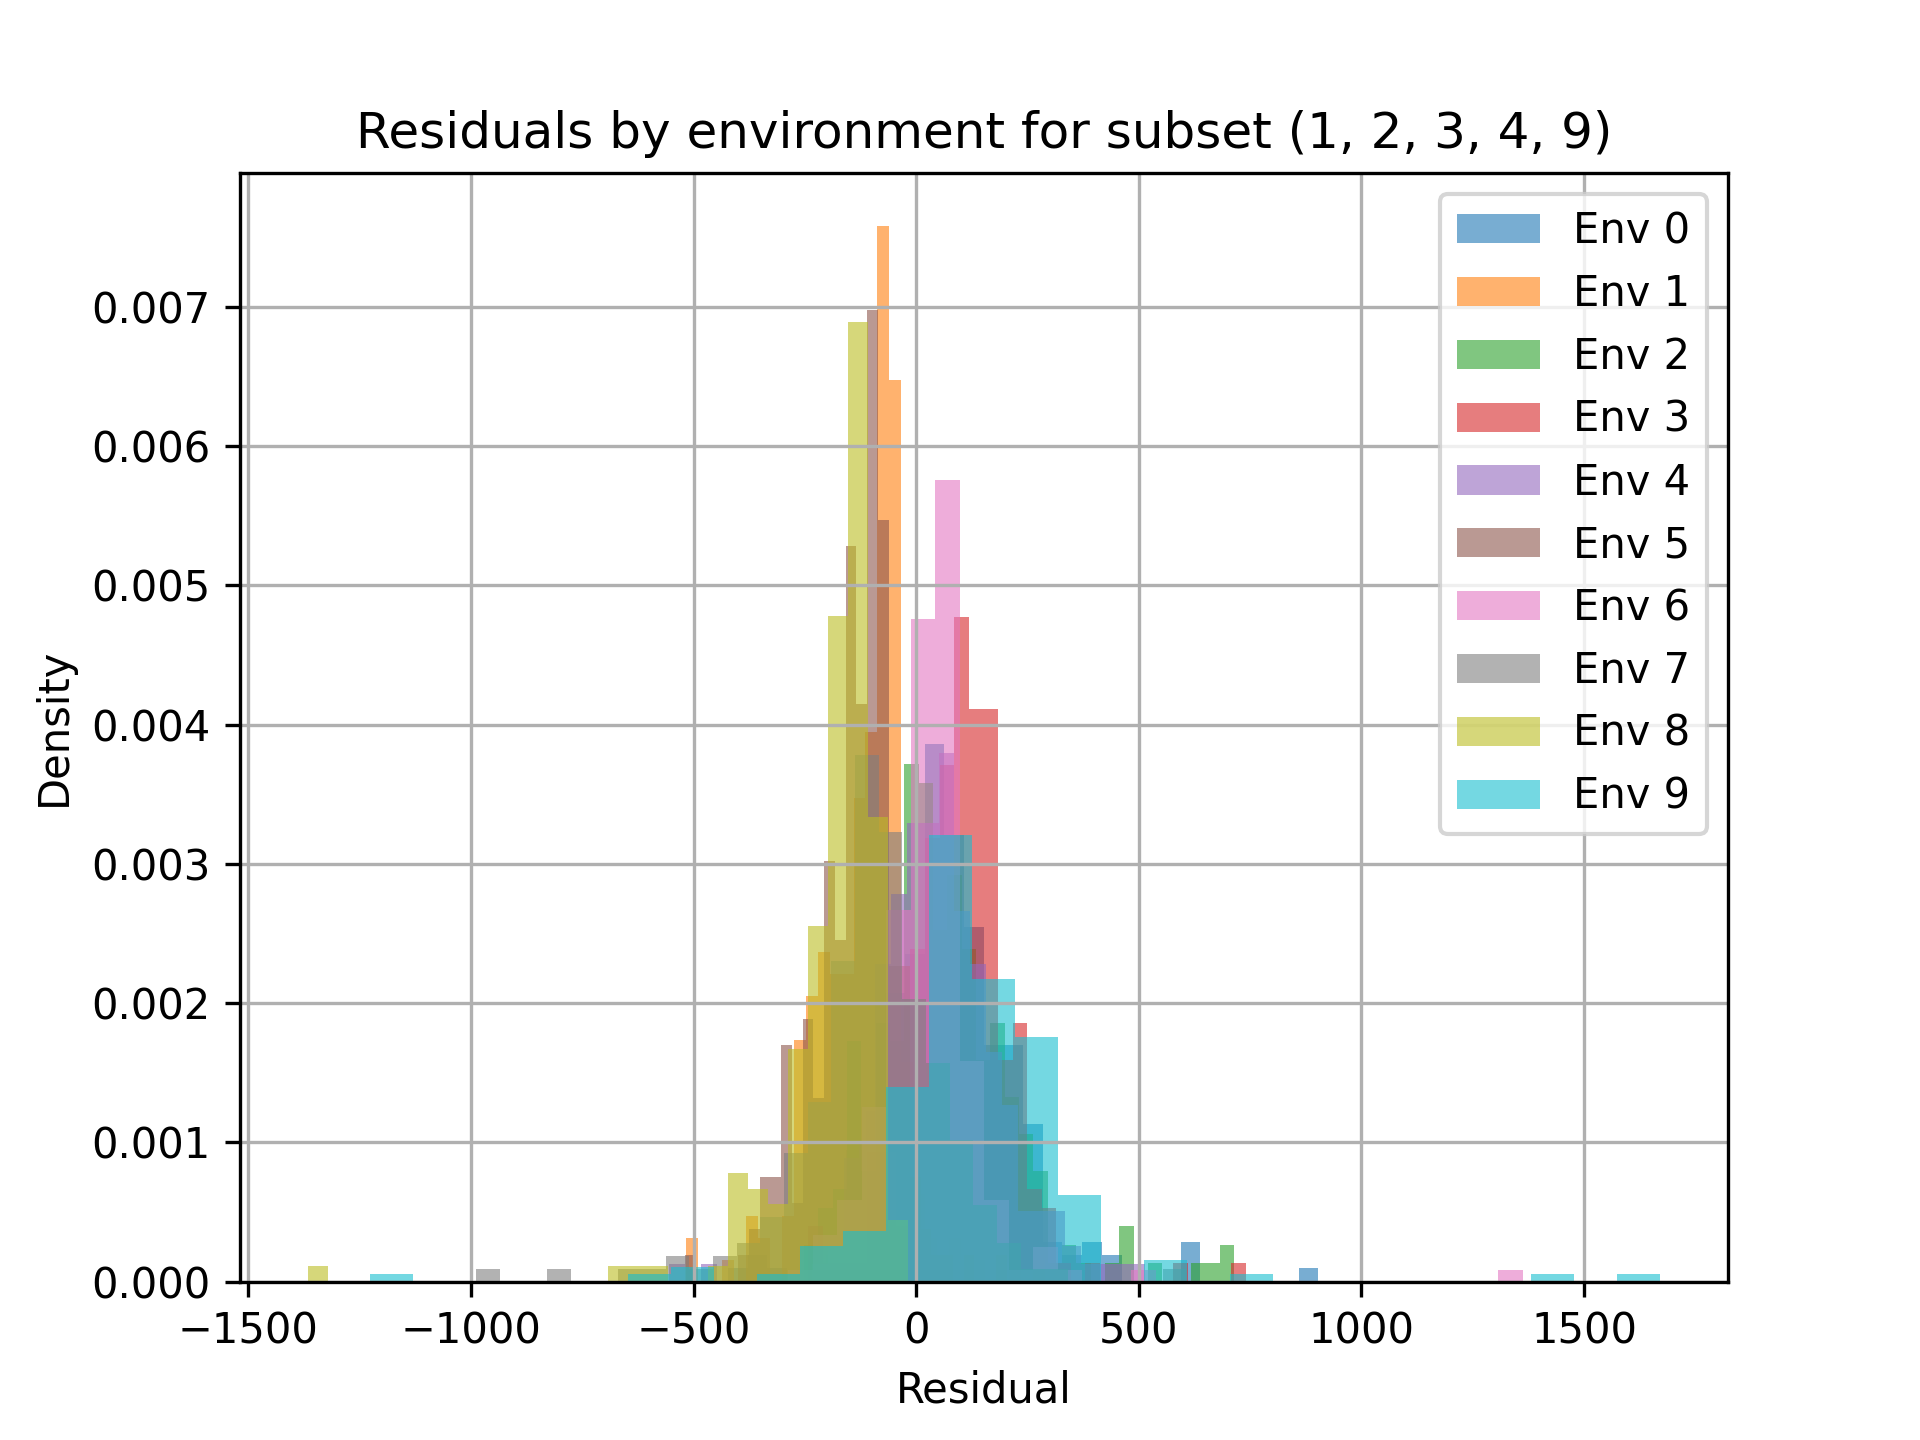 Residuals by environment for subset (1, 2, 3, 4, 9)
Density
0.007
0.006
0.005
0.004
0.003
0.002
0.001
0.000
−1500 −1000 −500 0 500 1000 1500
Residual
Env 0
Env 1
Env 2
Env 3
Env 4
Env 5
Env 6
Env 7
Env 8
Env 9